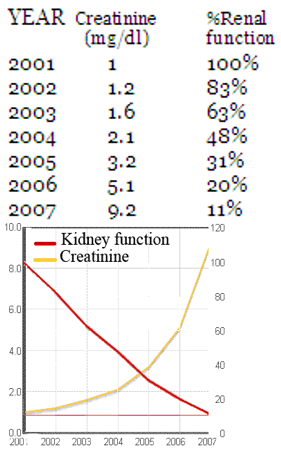 YEAR Creatinine %Renal
(mg/dl) function
2001 1 100%
2002 1.2 83%
2003 1.6 63%
2004 2.1 48%
2005 3.2 31%
2006 5.1 20%
2007 9.2 11%
10.0 120
Kidney function
Creatinine
8.0 100
80
6.0
60
4.0
40
2.0 20
0.0 0
2001 2002 2003 2004 2005 2006 2007